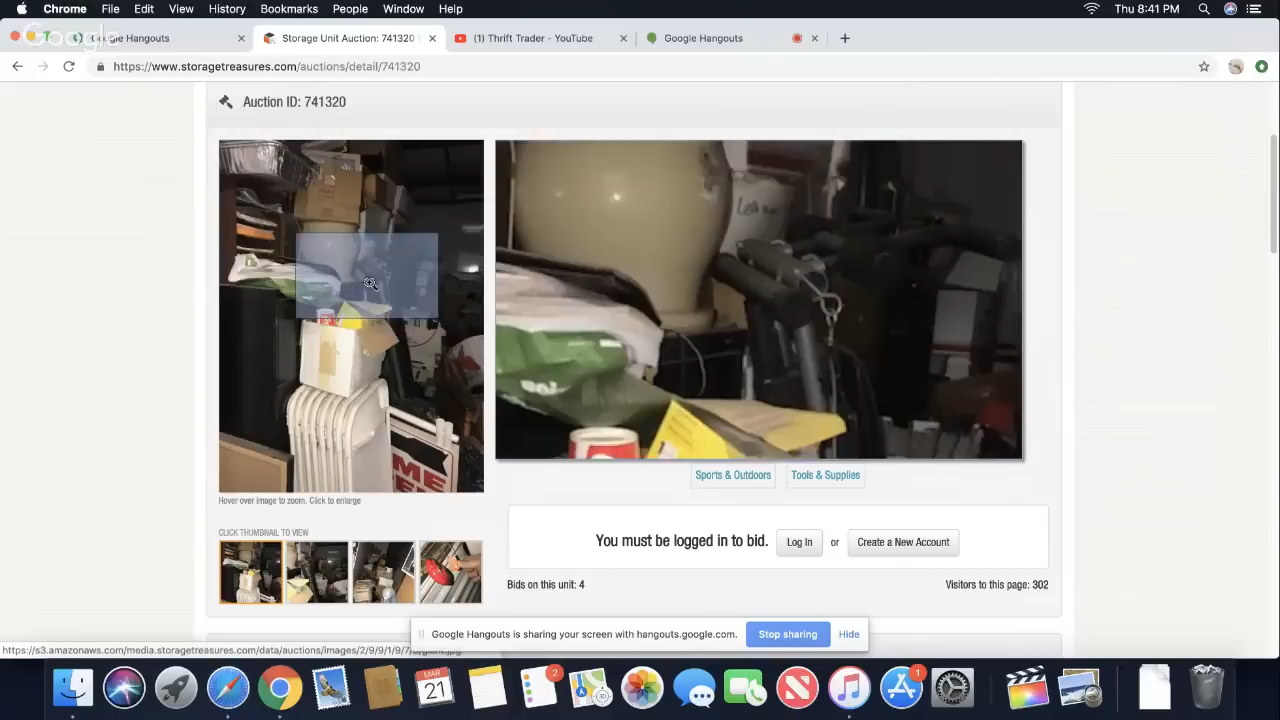 Chrome File Edit View History Bookmarks People Window Help Thu 8:41 PM
Google
Google Hangouts Storage Unit Auction: 741320 (1) Thrift Trader - YouTube Google Hangouts
https://www.storagetreasures.com/auctions/detail/741320
Auction ID: 741320
Hover over image to zoom. Click to enlarge
Sports & Outdoors Tools & Supplies
CLICK THUMBNAIL TO VIEW
You must be logged in to bid. Log In or Create a New Account
Bids on this unit: 4 Visitors to this page: 302
Google Hangouts is sharing your screen with hangouts.google.com. Stop sharing Hide
MAR
21
2
1